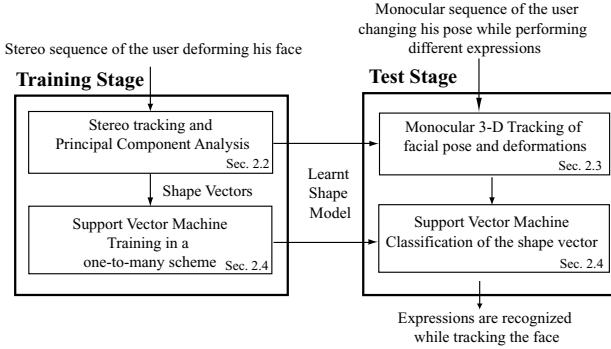 Stereo sequence of the user deforming his face
Training Stage
Stereo tracking and
Principal Component Analysis
Sec. 2.2
Shape Vectors
Support Vector Machine
Training in a
one-to-many scheme
Sec. 2.4
Learnt
Shape
Model
Monocular sequence of the user
changing his pose while performing
different expressions
Test Stage
Monocular 3-D Tracking of
facial pose and deformations
Sec. 2.3
Support Vector Machine
Classification of the shape vector
Sec. 2.4
Expressions are recognized
while tracking the face